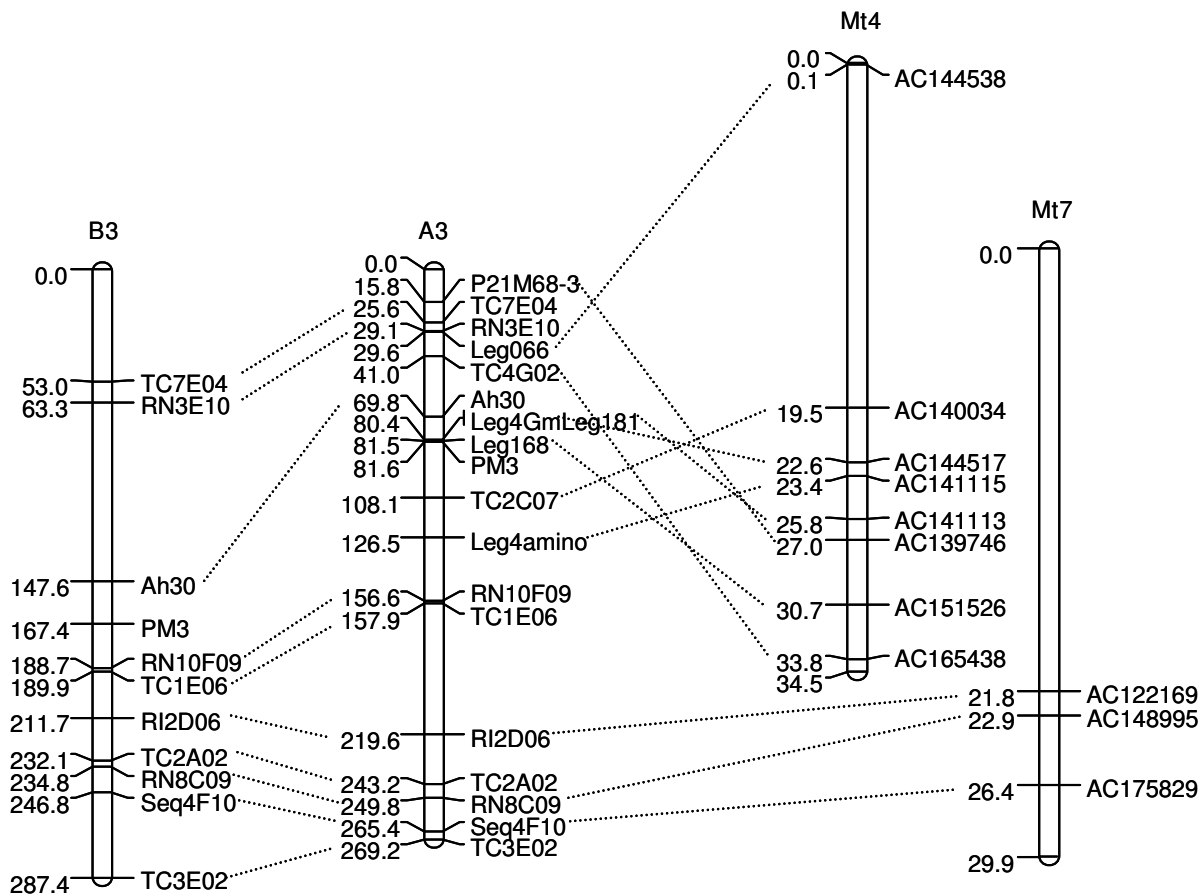 Mt4
0.0
0.1 AC144538
19.5 AC140034
22.6 AC144517
23.4 AC141115
25.8 AC141113
27.0 AC139746
30.7 AC151526
33.8 AC165438
34.5
Mt7
0.0
21.8 AC122169
22.9 AC148995
26.4 AC175829
29.9
B3
0.0
53.0 TC7E04
63.3 RN3E10
147.6 Ah30
167.4 PM3
188.7 RN10F09
189.9 TC1E06
211.7 RI2D06
232.1 TC2A02
234.8 RN8C09
246.8 Seq4F10
287.4 TC3E02
A3
0.0
15.8 P21M68-3
25.6 TC7E04
29.1 RN3E10
29.6 Leg066
41.0 TC4G02
69.8 Ah30
80.4 Leg4GmLeg181
81.5 Leg168
81.6 PM3
108.1 TC2C07
126.5 Leg4amino
156.6 RN10F09
157.9 TC1E06
219.6 RI2D06
243.2 TC2A02
249.8 RN8C09
265.4 Seq4F10
269.2 TC3E02